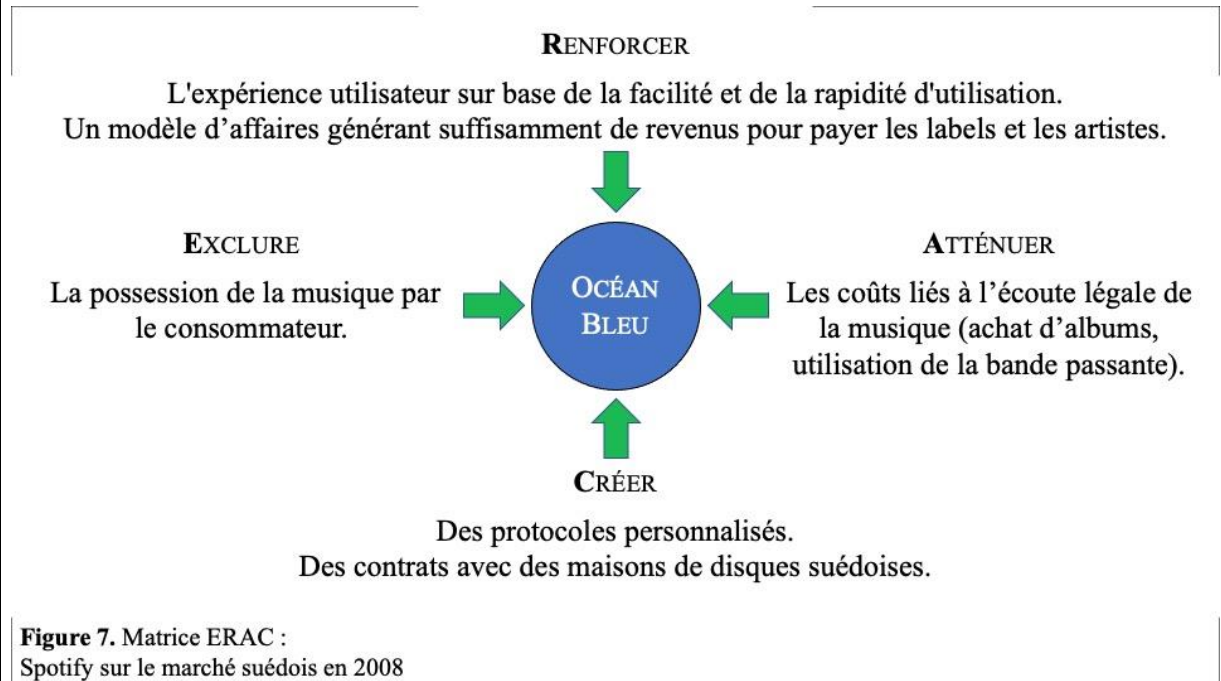 RENFORCER
L'expérience utilisateur sur base de la facilité et de la rapidité d'utilisation.
Un modèle d’affaires générant suffisamment de revenus pour payer les labels et les artistes.
EXCLURE
La possession de la musique par
le consommateur.
OCÉAN
BLEU
ATTÉNUER
Les coûts liés à l’écoute légale de
la musique (achat d’albums,
utilisation de la bande passante).
CRÉER
Des protocoles personnalisés.
Des contrats avec des maisons de disques suédoises.
Figure 7. Matrice ERAC :
Spotify sur le marché suédois en 2008